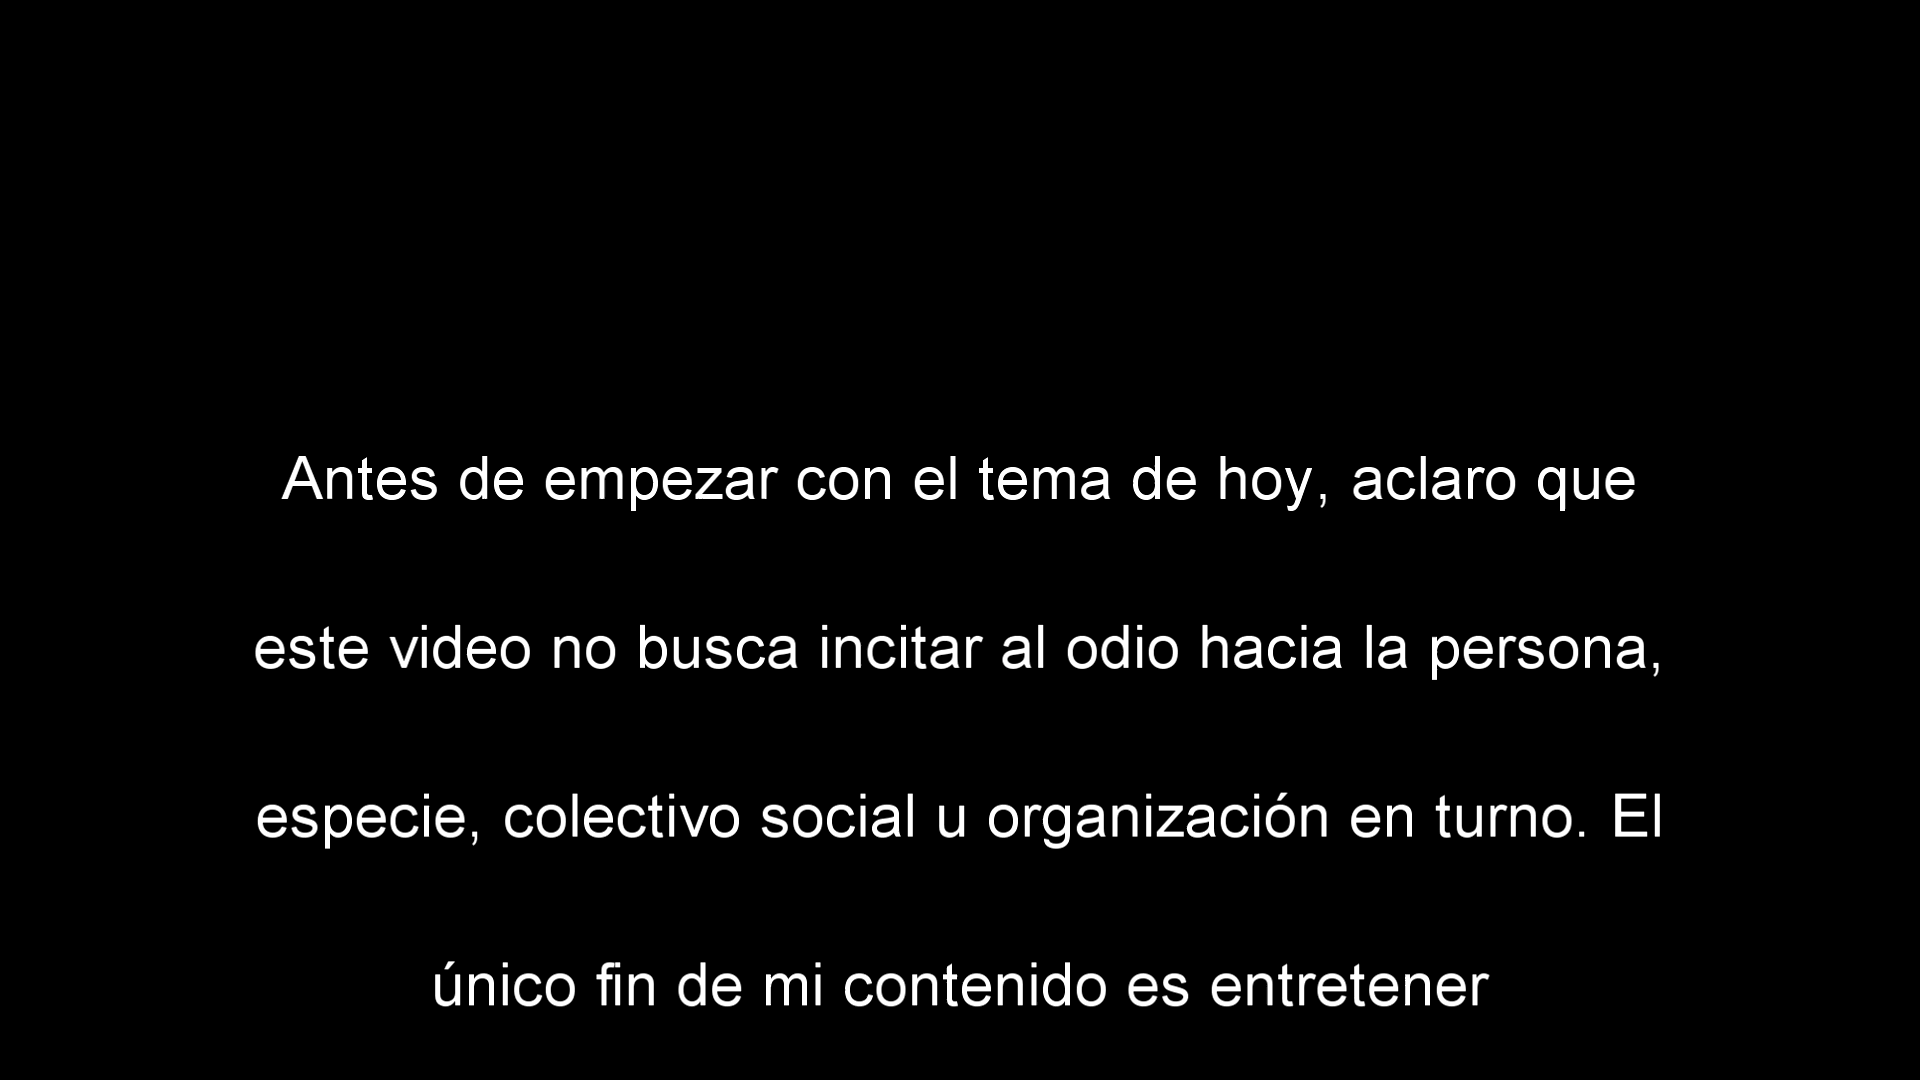 Antes de empezar con el tema de hoy, aclaro que
este video no busca incitar al odio hacia la persona,
especie, colectivo social u organización en turno. El
único fin de mi contenido es entretener